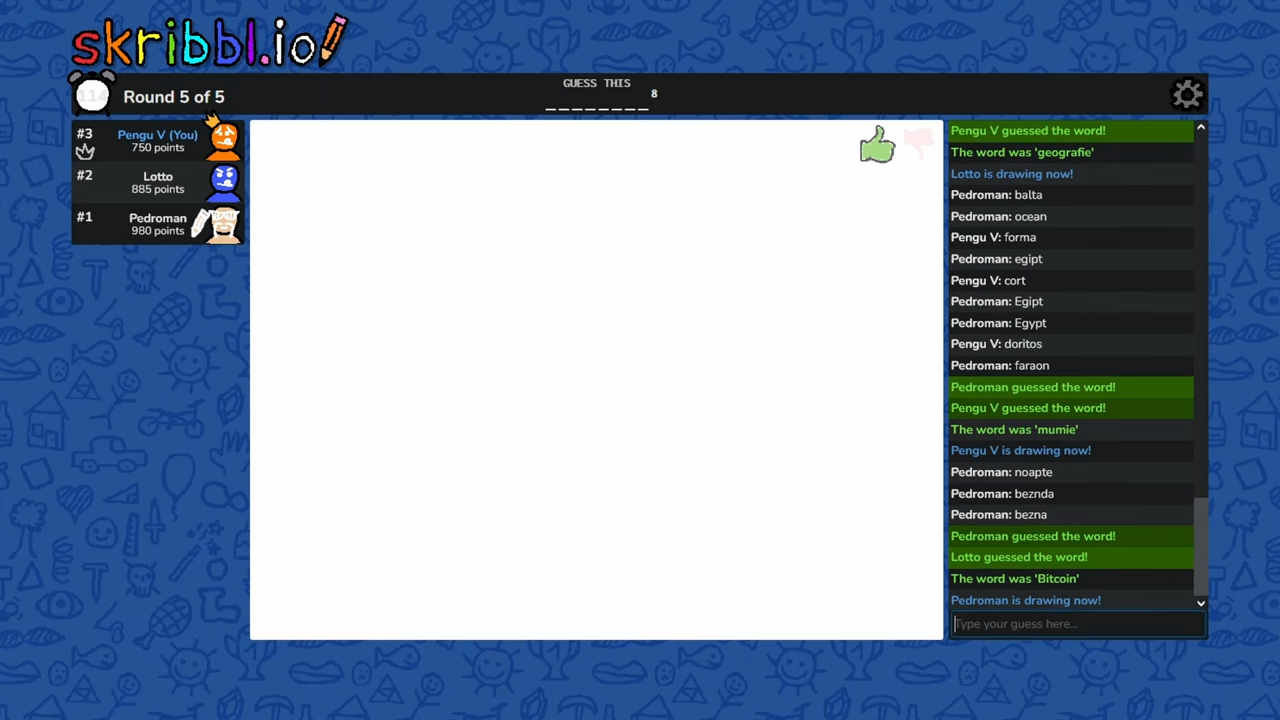 skribbl.io
114
Round 5 of 5
GUESS THIS
________ 8
#3
Pengu V (You)
750 points
#2
Lotto
885 points
#1
Pedroman
980 points
Pengu V guessed the word!
The word was 'geografie'
Lotto is drawing now!
Pedroman: balta
Pedroman: ocean
Pengu V: forma
Pedroman: egipt
Pengu V: cort
Pedroman: Egipt
Pedroman: Egypt
Pengu V: doritos
Pedroman: faraon
Pedroman guessed the word!
Pengu V guessed the word!
The word was 'mumie'
Pengu V is drawing now!
Pedroman: noapte
Pedroman: beznda
Pedroman: bezna
Pedroman guessed the word!
Lotto guessed the word!
The word was 'Bitcoin'
Pedroman is drawing now!
Type your guess here...